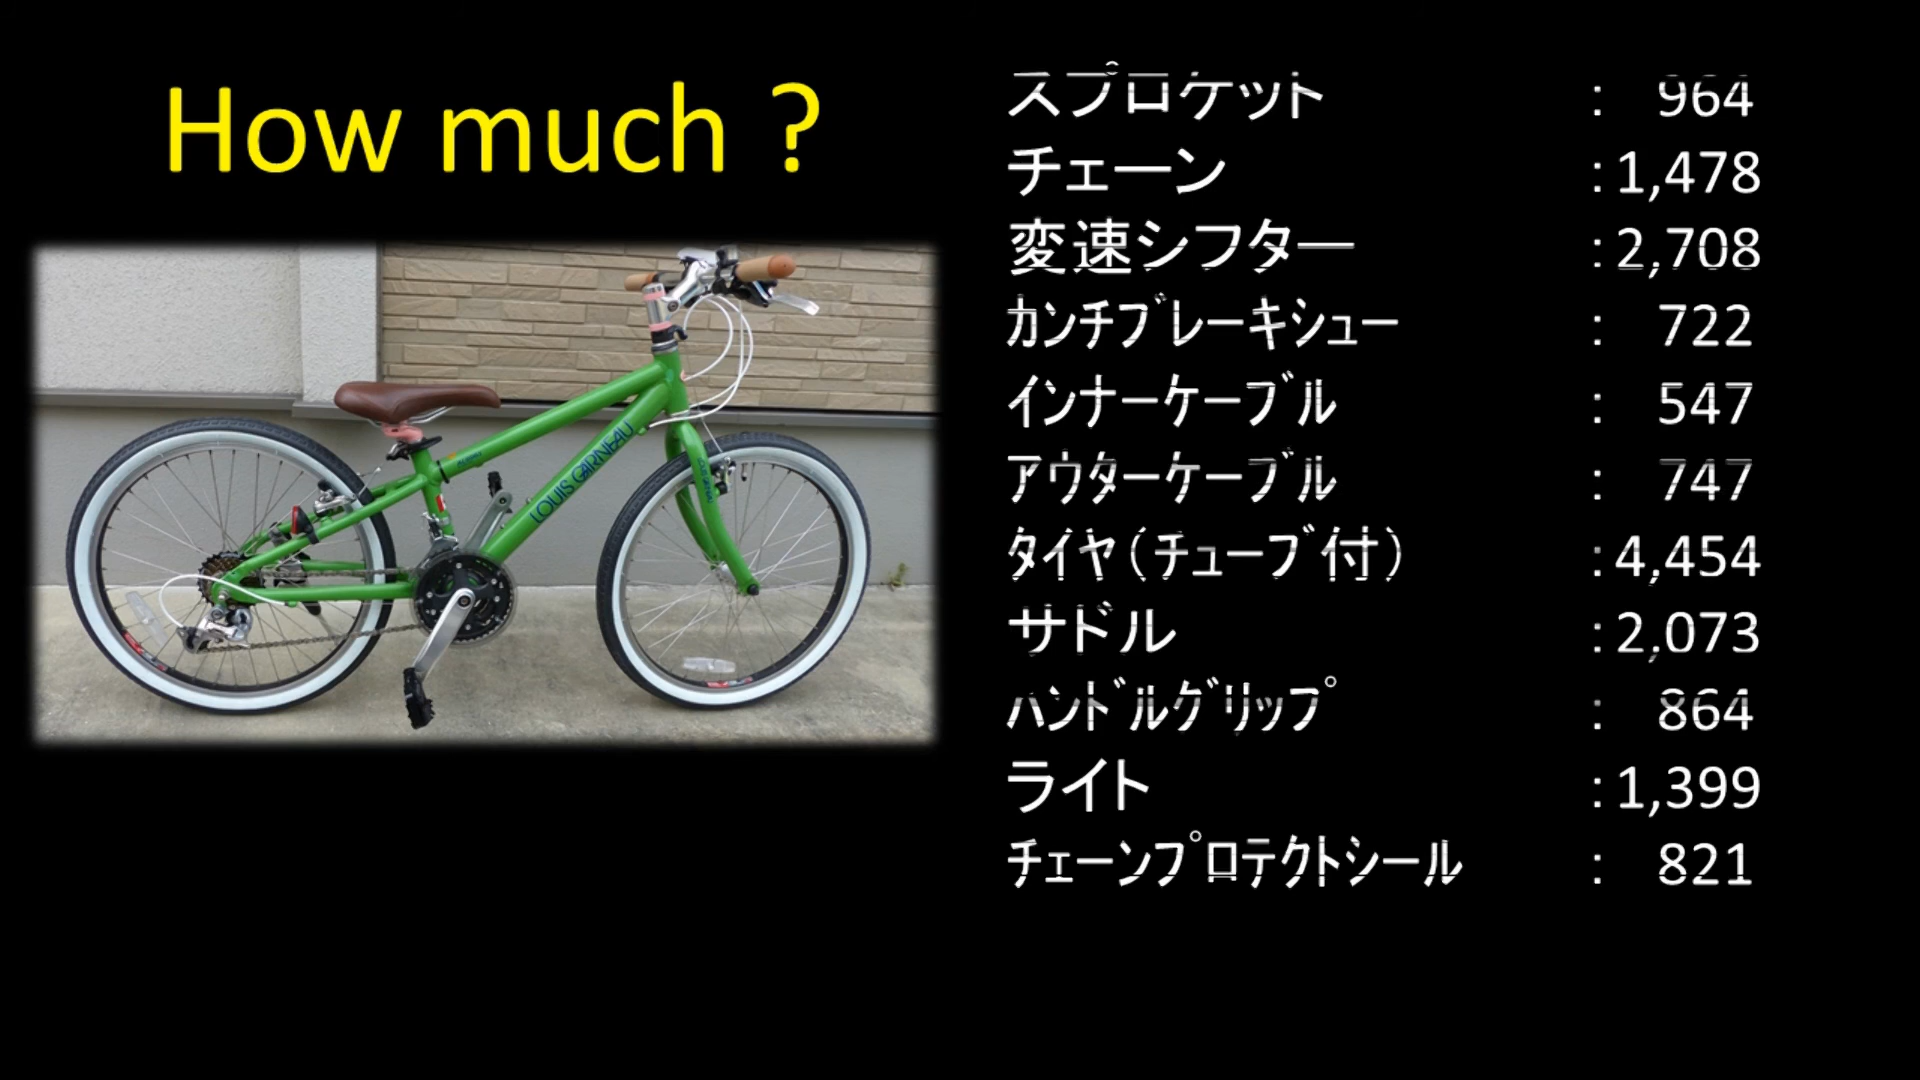 How much ?
スプロケット : 964
チェーン : 1,478
変速シフター : 2,708
ｶﾝﾁﾌﾞﾚｰｷｼｭｰ : 722
ｲﾝﾅｰｹｰﾌﾞﾙ : 547
ｱｳﾀｰｹｰﾌﾞﾙ : 747
ﾀｲﾔ（ﾁｭｰﾌﾞ付） : 4,454
サドル : 2,073
ﾊﾝﾄﾞﾙｸﾞﾘｯﾌﾟ : 864
ライト : 1,399
ﾁｪｰﾝﾌﾟﾛﾃｸﾄｼｰﾙ : 821
LOUIS GARNEAU